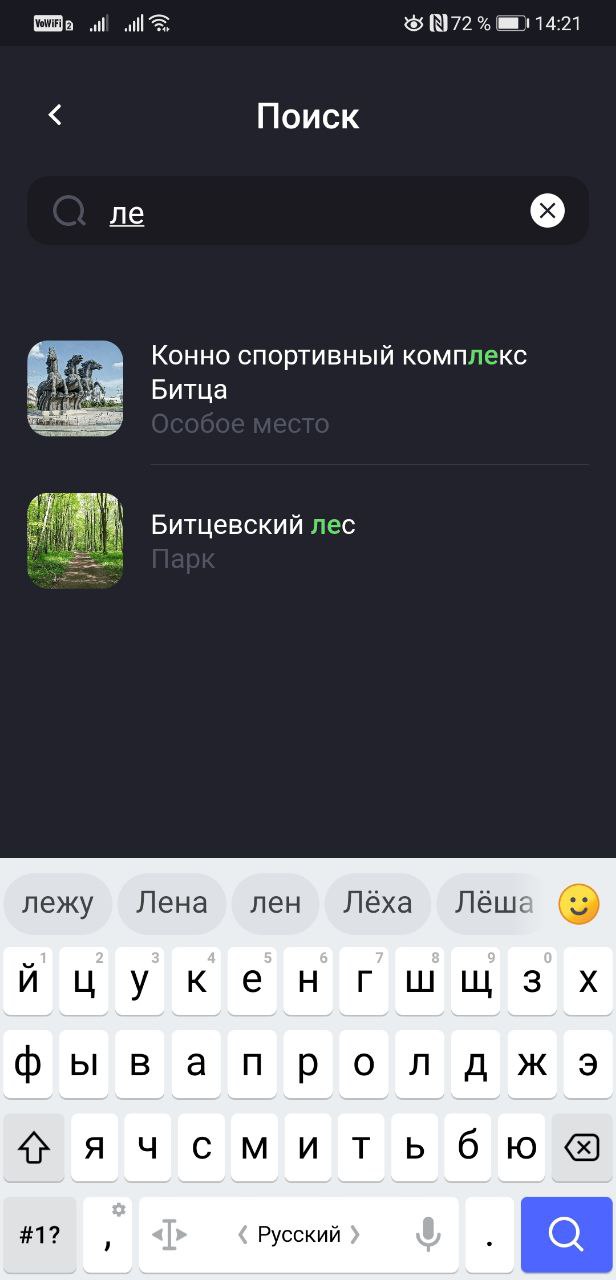 VoWiFi 2 72 % 14:21
Поиск
ле
Конно спортивный комплекс
Битца
Особое место
Битцевский лес
Парк
лежу Лена лен Лёха Лёша
1 2 3 4 5 6 7 8 9 0
й ц у к е н г ш щ з х
ф ы в а п р о л д ж э
я ч с м и т ь б ю
#1? , Русский .